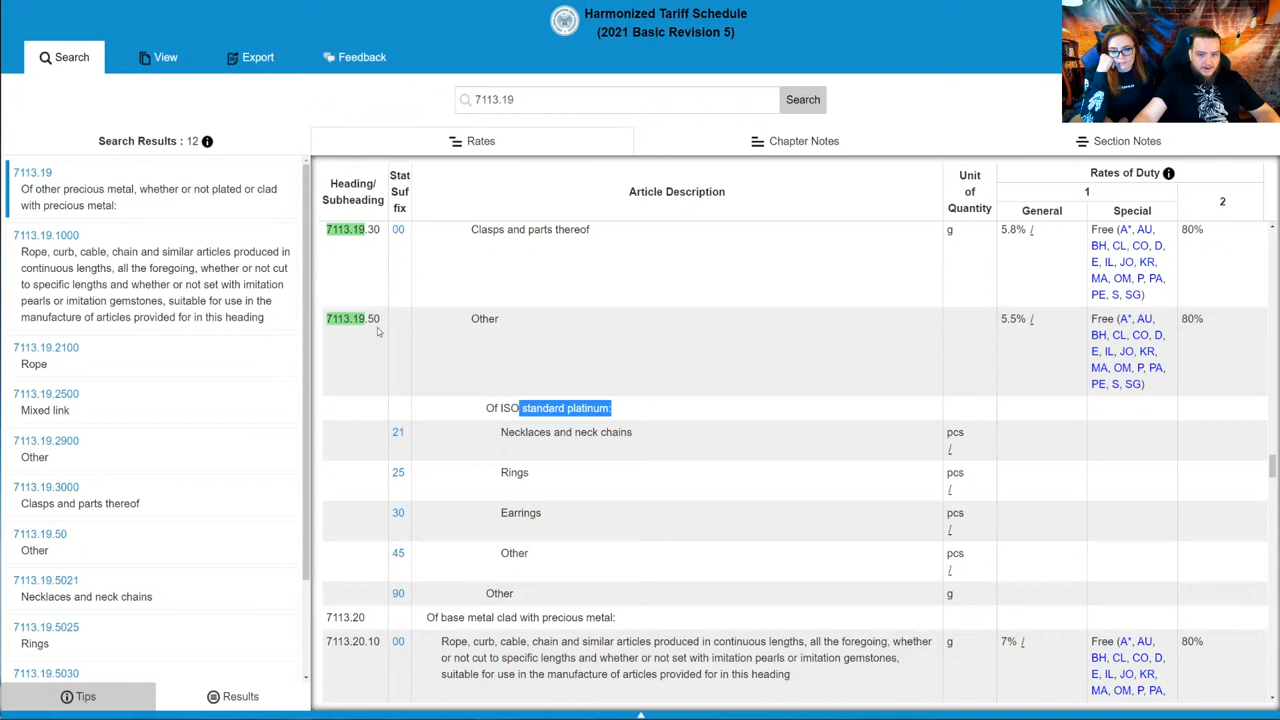 Harmonized Tariff Schedule
(2021 Basic Revision 5)
Search
View
Export
Feedback
7113.19
Search
Search Results : 12
Rates
Chapter Notes
Section Notes
7113.19
Of other precious metal, whether or not plated or clad
with precious metal:
7113.19.1000
Rope, curb, cable, chain and similar articles produced in
continuous lengths, all the foregoing, whether or not cut
to specific lengths and whether or not set with imitation
pearls or imitation gemstones, suitable for use in the
manufacture of articles provided for in this heading
7113.19.2100
Rope
7113.19.2500
Mixed link
7113.19.2900
Other
7113.19.3000
Clasps and parts thereof
7113.19.50
Other
7113.19.5021
Necklaces and neck chains
7113.19.5025
Rings
7113.19.5030
Tips
Results
Heading/
Subheading
Stat
Suf
fix
Article Description
Unit
of
Quantity
Rates of Duty
1
2
General
Special
7113.19.30 00 Clasps and parts thereof g 5.8% / Free (A*, AU, 80%
BH, CL, CO, D,
E, IL, JO, KR,
MA, OM, P, PA,
PE, S, SG)
7113.19.50 Other 5.5% / Free (A*, AU, 80%
BH, CL, CO, D,
E, IL, JO, KR,
MA, OM, P, PA,
PE, S, SG)
Of ISO standard platinum:
21 Necklaces and neck chains pcs
/
25 Rings pcs
/
30 Earrings pcs
/
45 Other pcs
/
90 Other g
7113.20 Of base metal clad with precious metal:
7113.20.10 00 Rope, curb, cable, chain and similar articles produced in continuous lengths, all the foregoing, whether g 7% / Free (A*, AU, 80%
or not cut to specific lengths and whether or not set with imitation pearls or imitation gemstones, BH, CL, CO, D,
suitable for use in the manufacture of articles provided for in this heading E, IL, JO, KR,
MA, OM, P, PA,